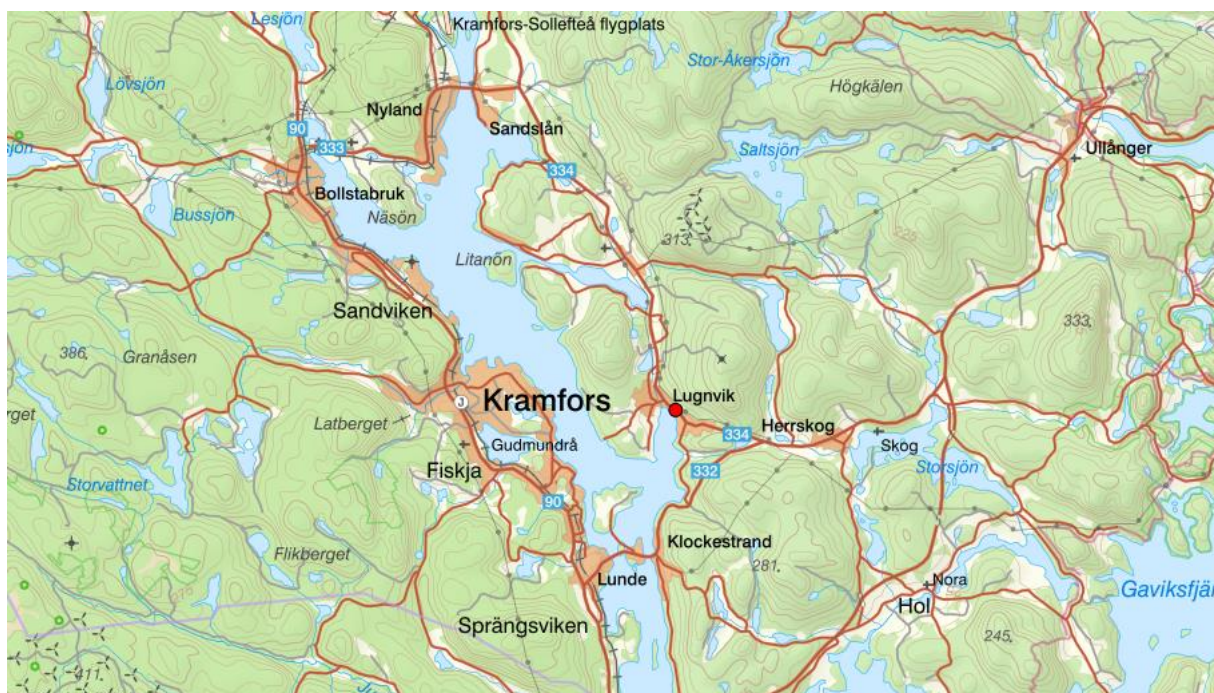 Lesjön
Kramfors-Sollefteå flygplats
Stor-Åkersjön
Högkälen
Lövsjön
Nyland
Sandslån
90
333
334
Saltsjön
Ullånger
Bollstabruk
Näsön
Bussjön
313
225
Litanön
Sandviken
333
386
Granåsen
Kramfors
Lugnvik
J
Latberget
Gudmundrå
334
Herrskog
Skog
Fiskja
332
Storsjön
Storvattnet
90
Klockestrand
Flikberget
281
Lunde
Nora
Gaviksfjär
Hol
Sprängsviken
245
411